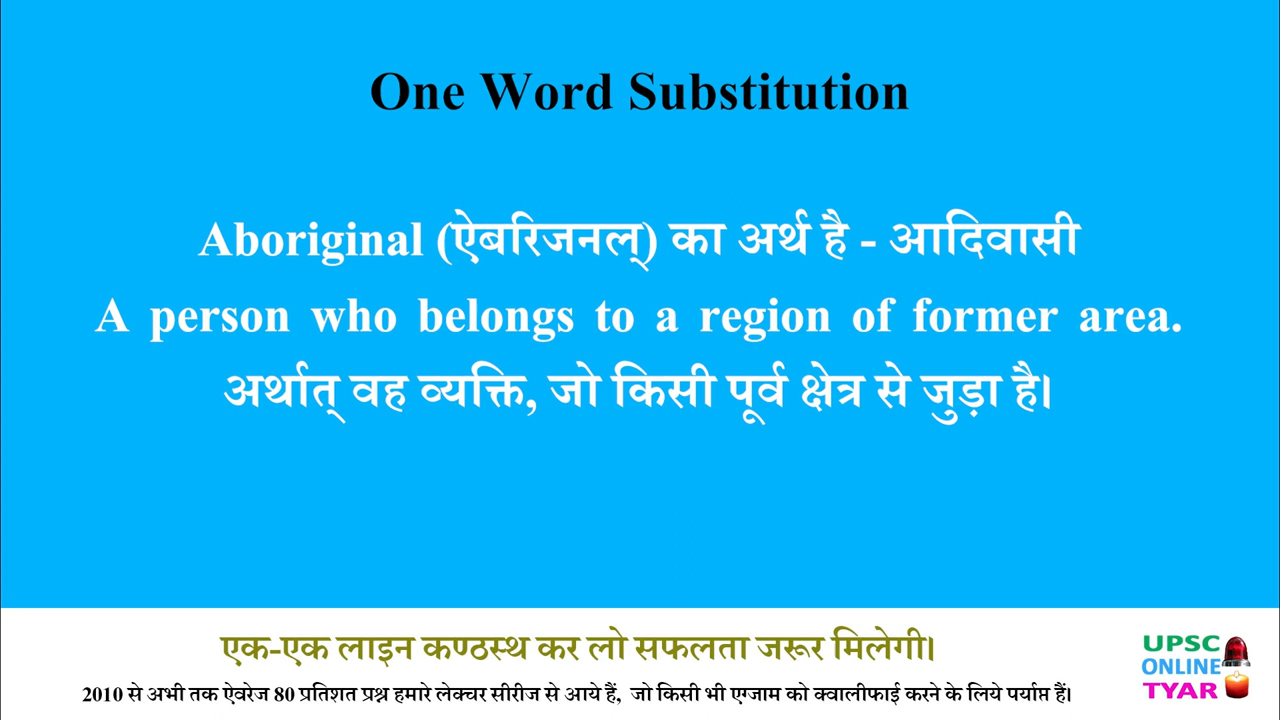 One Word Substitution
Aboriginal (ऐबरिजनल्) का अर्थ है - आदिवासी
A person who belongs to a region of former area.
अर्थात् वह व्यक्ति, जो किसी पूर्व क्षेत्र से जुड़ा है।
एक-एक लाइन कण्ठस्थ कर लो सफलता जरूर मिलेगी।
2010 से अभी तक ऐवरेज 80 प्रतिशत प्रश्न हमारे लेक्चर सीरीज से आये हैं, जो किसी भी एग्जाम को क्वालीफाई करने के लिये पर्याप्त हैं।
UPSC
ONLINE
TYAR